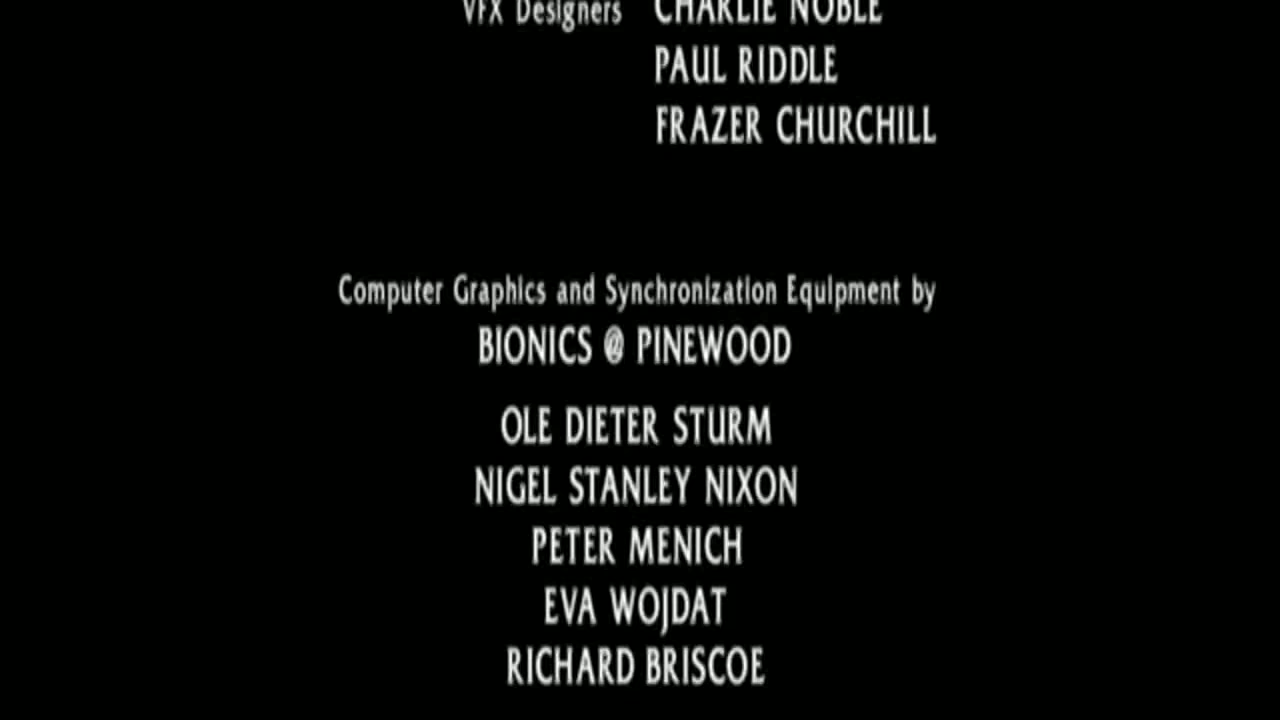 VFX Designers CHARLIE NOBLE
PAUL RIDDLE
FRAZER CHURCHILL
Computer Graphics and Synchronization Equipment by
BIONICS @ PINEWOOD
OLE DIETER STURM
NIGEL STANLEY NIXON
PETER MENICH
EVA WOJDAT
RICHARD BRISCOE